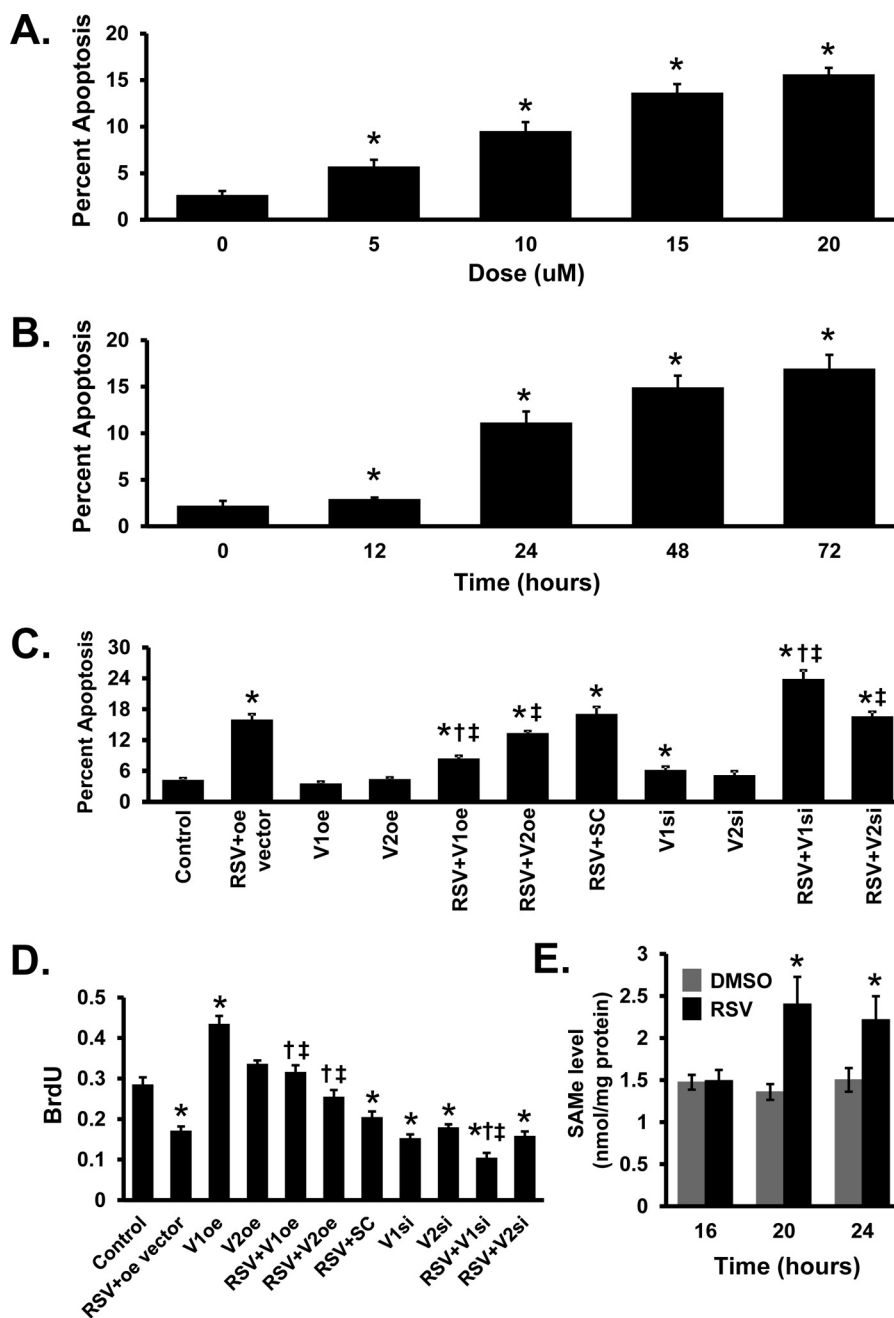 A.
Percent Apoptosis
20
15
10
5
0
*
*
*
*
0 5 10 15 20
Dose (uM)
B.
Percent Apoptosis
20
15
10
5
0
*
*
*
*
0 12 24 48 72
Time (hours)
C.
Percent Apoptosis
30
24
18
12
6
0
*
*†‡
*‡
*
*
*†‡
*‡
Control
RSV+oe
vector
V1oe
V2oe
RSV+V1oe
RSV+V2oe
RSV+SC
V1si
V2si
RSV+V1si
RSV+V2si
D.
BrdU
0.5
0.4
0.3
0.2
0.1
0
*
*
†‡
†‡
*
*
*
*†‡
*
Control
RSV+oe vector
V1oe
V2oe
RSV+V1oe
RSV+V2oe
RSV+SC
V1si
V2si
RSV+V1si
RSV+V2si
E.
SAMe level
(nmol/mg protein)
3
2.5
2
1.5
1
0.5
0
DMSO
RSV
*
*
16 20 24
Time (hours)